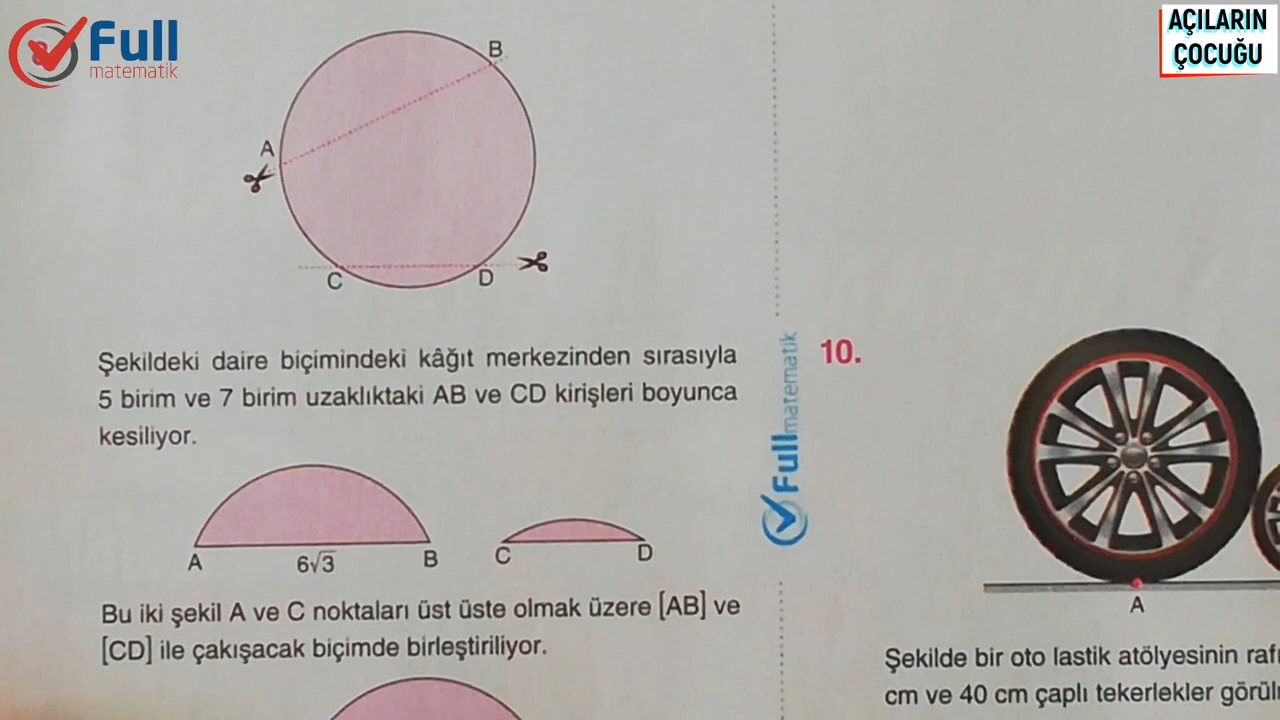 Full
matematik
AÇILARIN
ÇOCUĞU
B
A
C
D
Şekildeki daire biçimindeki kâğıt merkezinden sırasıyla
5 birim ve 7 birim uzaklıktaki AB ve CD kirişleri boyunca
kesiliyor.
A
6√3
B
C
D
Bu iki şekil A ve C noktaları üst üste olmak üzere [AB] ve
[CD] ile çakışacak biçimde birleştiriliyor.
Fullmatematik
10.
A
Şekilde bir oto lastik atölyesinin
cm ve 40 cm çaplı tekerlekler